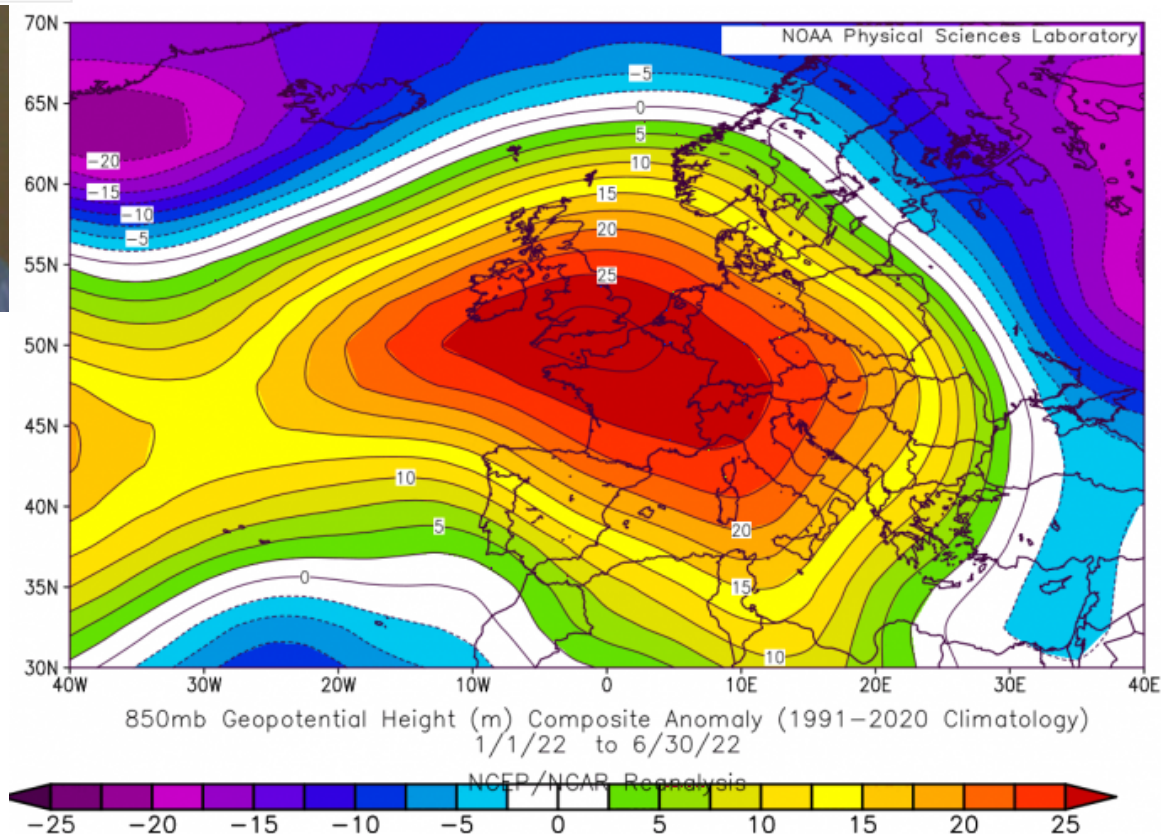 70N
NOAA Physical Sciences Laboratory
-5
65N
0
5
-20
10
60N
-15
15
-10
20
-5
55N
25
50N
45N
10
40N
5
20
35N
0
15
10
30N
40W 30W 20W 10W 0 10E 20E 30E 40E
850mb Geopotential Height (m) Composite Anomaly (1991-2020 Climatology)
1/1/22 to 6/30/22
NCEP/NCAR Reanalysis
-25 -20 -15 -10 -5 0 5 10 15 20 25